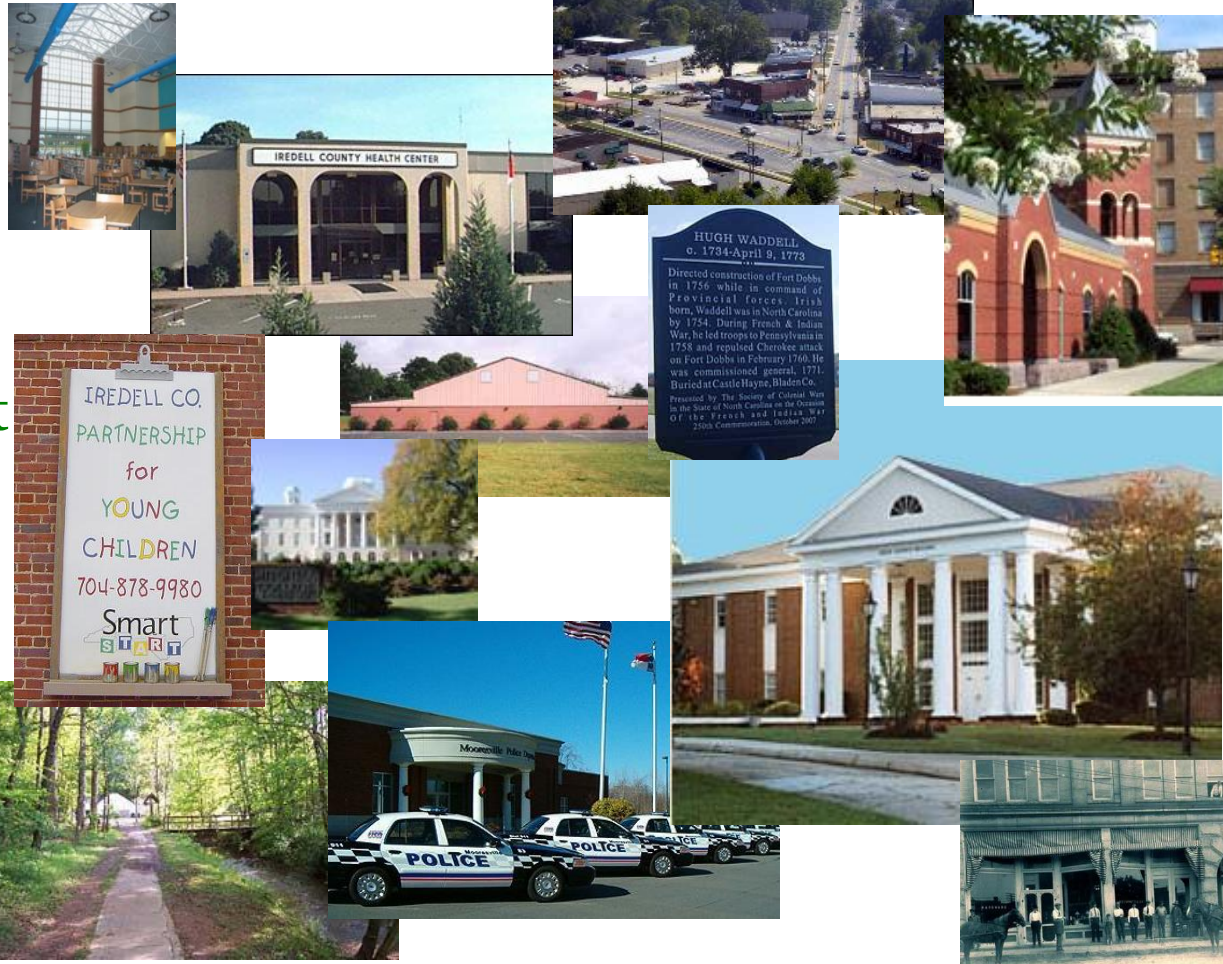 IREDELL COUNTY HEALTH CENTER
HUGH WADDELL
c. 1734-April 9, 1773
Directed construction of Fort Dobbs
in 1756 while in command of
Provincial forces. Irish
born, Waddell was in North Carolina
by 1754. During French & Indian
War, he led troops to Pennsylvania in
1758 and repulsed Cherokee attack
on Fort Dobbs in February 1760. He
was commissioned general, 1771.
Buried at Castle Hayne, Bladen Co.
Presented by The Society of Colonial Wars
In the State of North Carolina on the Occasion
Of the French and Indian War
250th Commemoration, October 2007
t
IREDELL CO.
PARTNERSHIP
for
YOUNG
CHILDREN
704-878-9980
Smart
START
Mooresville Police
POLICE
Mooresville
POLICE